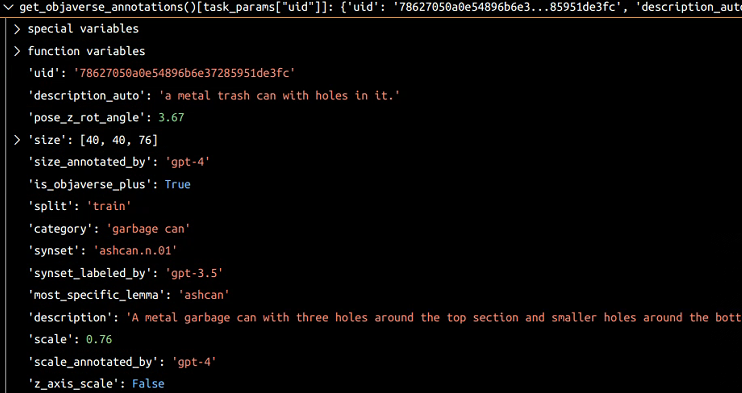 get_objaverse_annotations()[task_params["uid"]]: {'uid': '78627050a0e54896b6e3...85951de3fc', 'description_auto
special variables
function variables
'uid': '78627050a0e54896b6e37285951de3fc'
'description_auto': 'a metal trash can with holes in it.'
'pose_z_rot_angle': 3.67
'size': [40, 40, 76]
'size_annotated_by': 'gpt-4'
'is_objaverse_plus': True
'split': 'train'
'category': 'garbage can'
'synset': 'ashcan.n.01'
'synset_labeled_by': 'gpt-3.5'
'most_specific_lemma': 'ashcan'
'description': 'A metal garbage can with three holes around the top section and smaller holes around the bott
'scale': 0.76
'scale_annotated_by': 'gpt-4'
'z_axis_scale': False